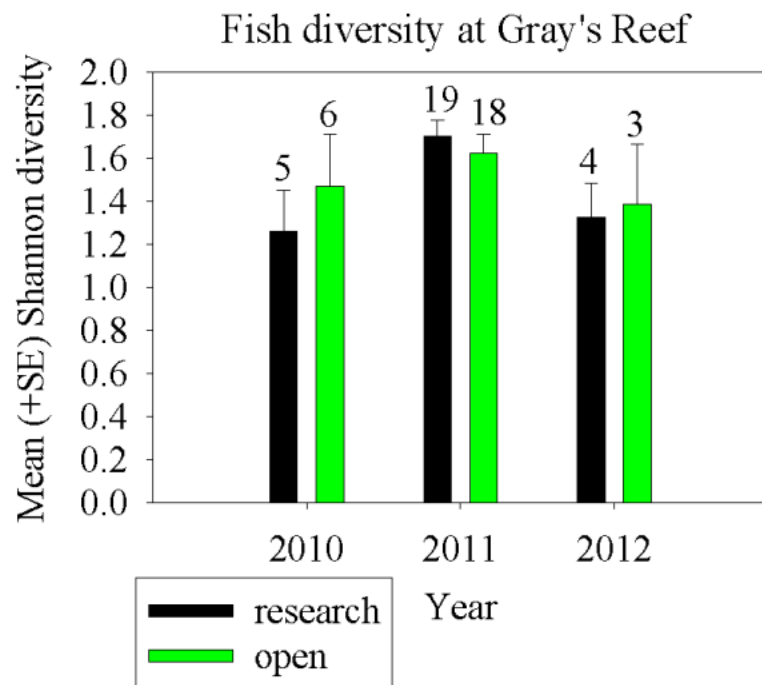 Fish diversity at Gray's Reef
Mean (+SE) Shannon diversity
2.0
1.8
1.6
1.4
1.2
1.0
0.8
0.6
0.4
0.2
0.0
5
6
19
18
4
3
2010 2011 2012
Year
research
open